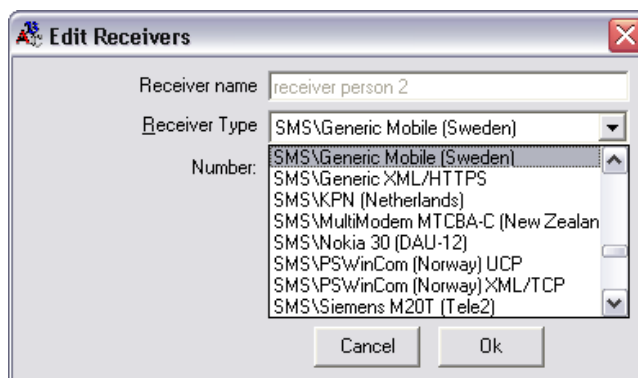 Edit Receivers
Receiver name receiver person 2
Receiver Type SMS\Generic Mobile (Sweden)
Number:
SMS\Generic Mobile (Sweden)
SMS\Generic XML/HTTPS
SMS\KPN (Netherlands)
SMS\MultiModem MTCBA-C (New Zealan
SMS\Nokia 30 (DAU-12)
SMS\PSWinCom (Norway) UCP
SMS\PSWinCom (Norway) XML/TCP
SMS\Siemens M20T (Tele2)
Cancel Ok